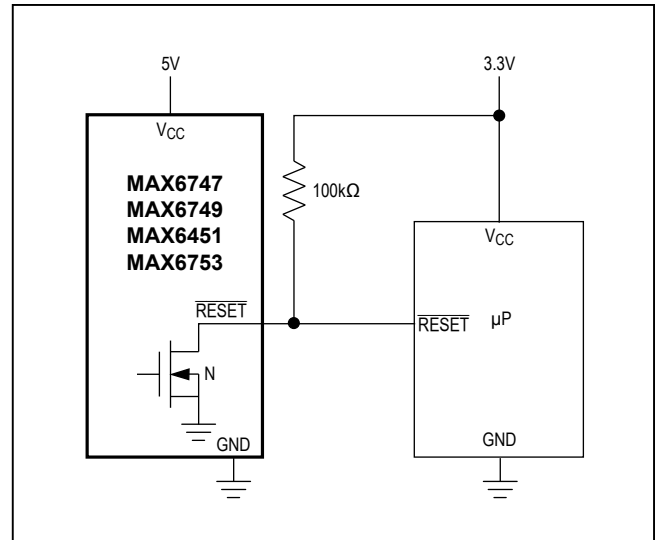 5V
3.3V
VCC
MAX6747
MAX6749
MAX6451
MAX6753
100kΩ
VCC
RESET
RESET
µP
N
GND
GND